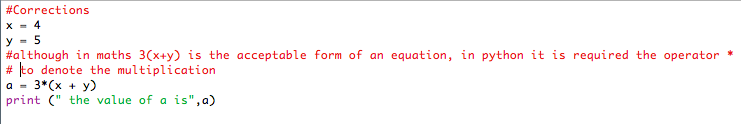 #Corrections
x = 4
y = 5
#although in maths 3(x+y) is the acceptable form of an equation, in python it is required the operator *
# to denote the multiplication
a = 3*(x + y)
print (" the value of a is",a)